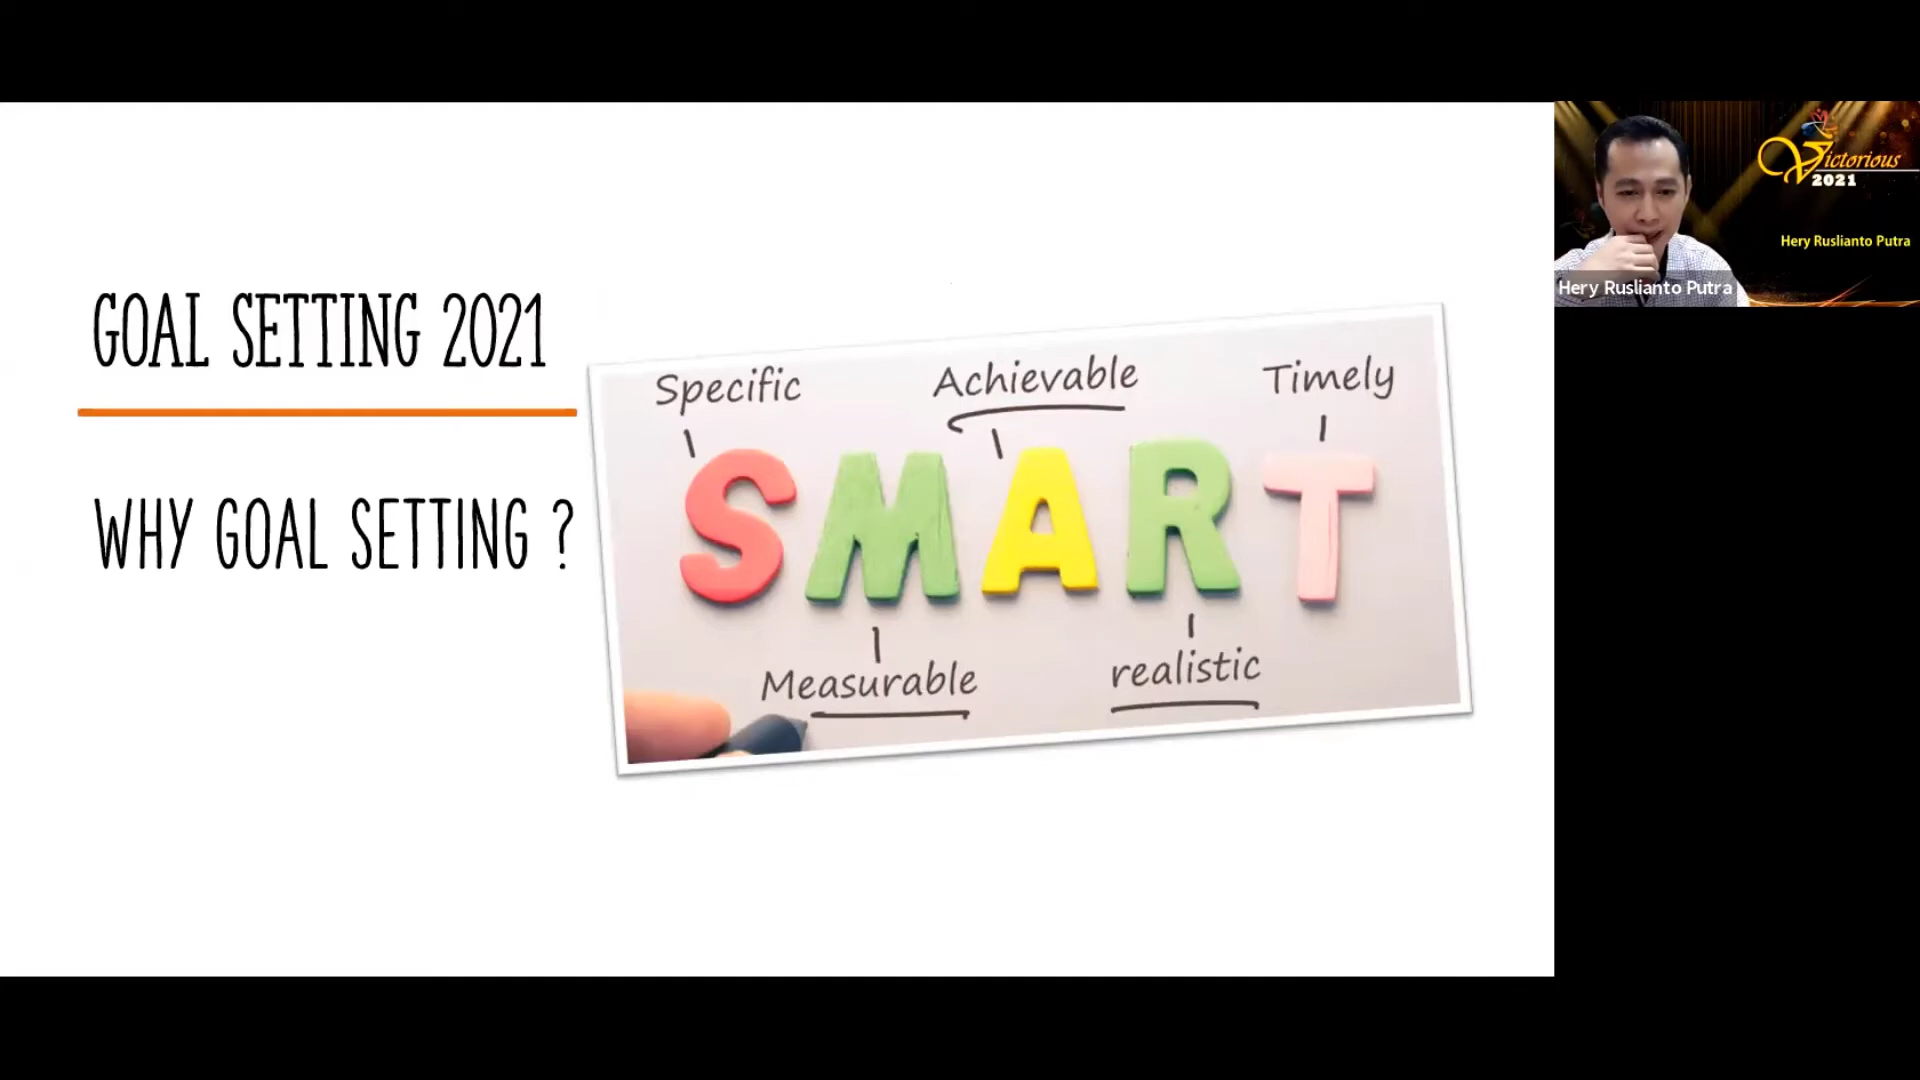 GOAL SETTING 2021
WHY GOAL SETTING ?
Specific
Achievable
Timely
SMART
Measurable
realistic
Victorious
2021
Hery Ruslianto Putra
Hery Ruslianto Putra